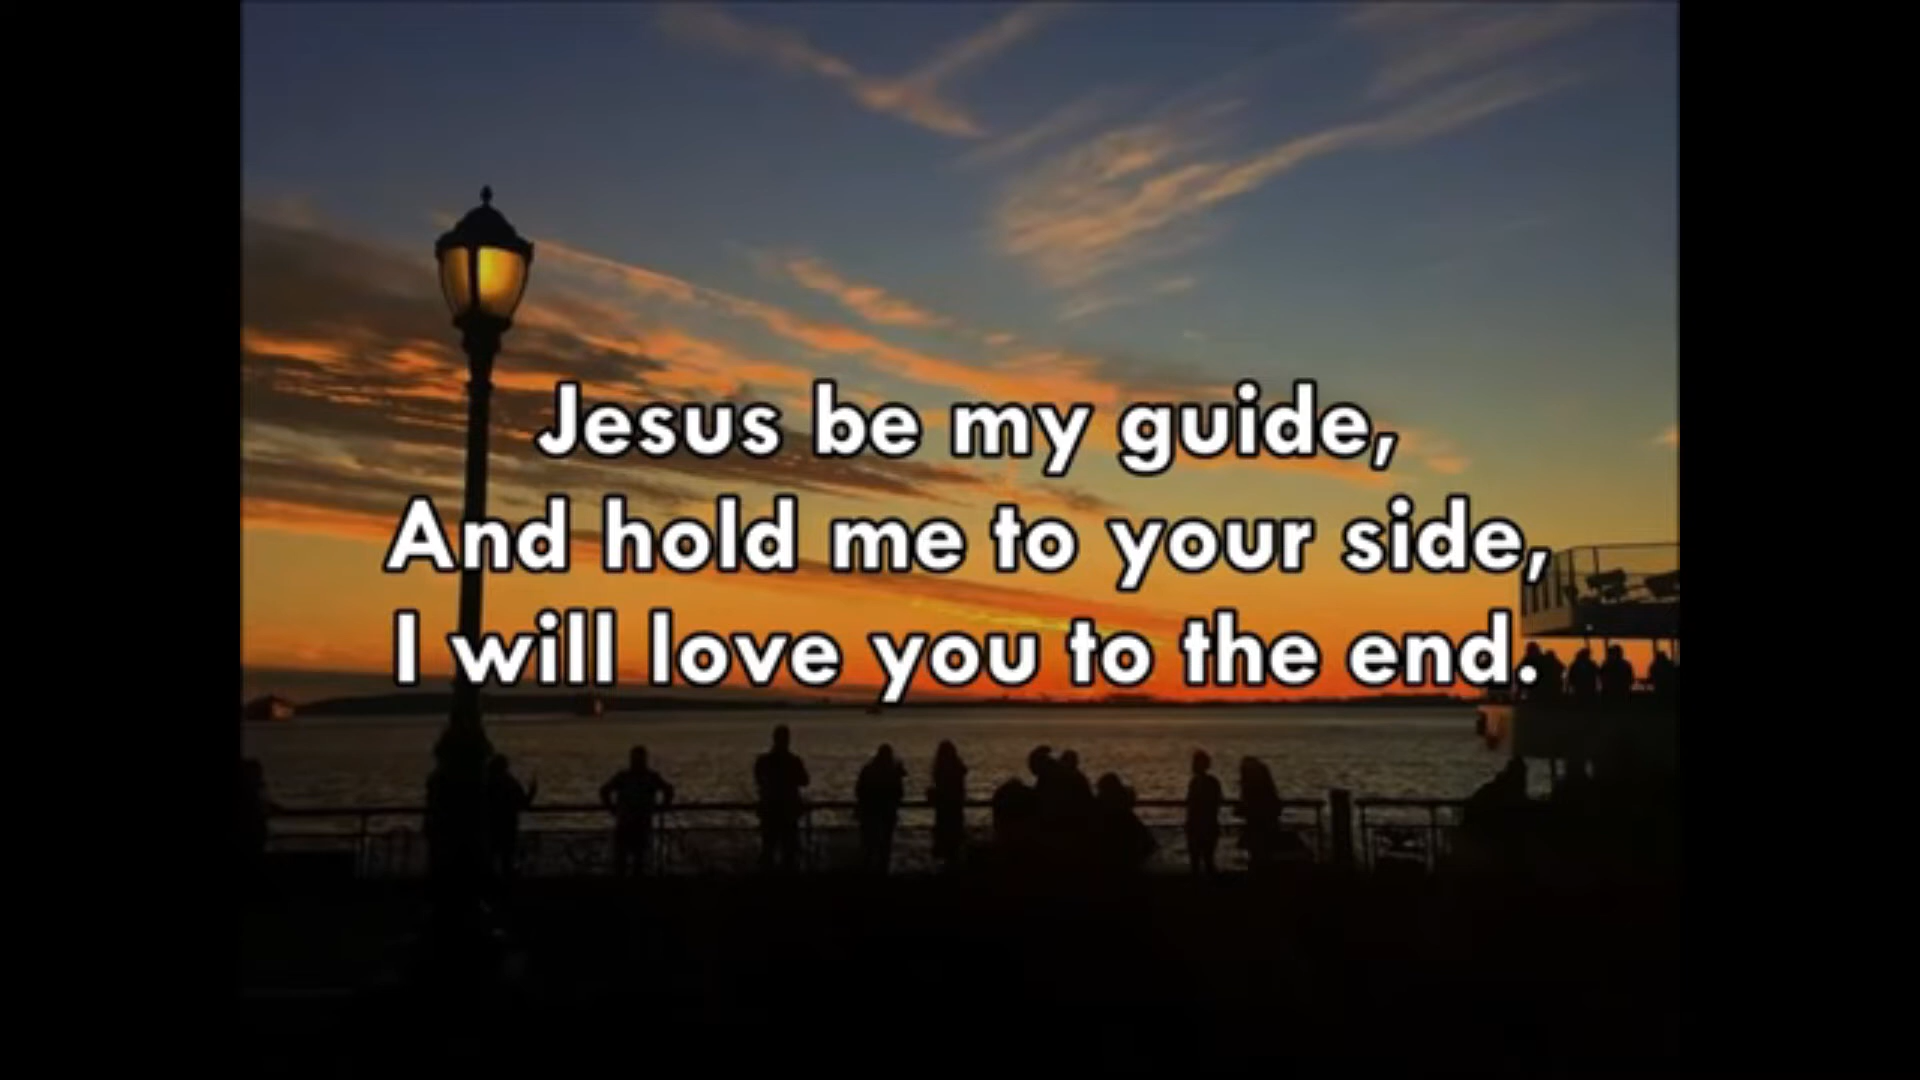 Jesus be my guide,
And hold me to your side,
I will love you to the end.